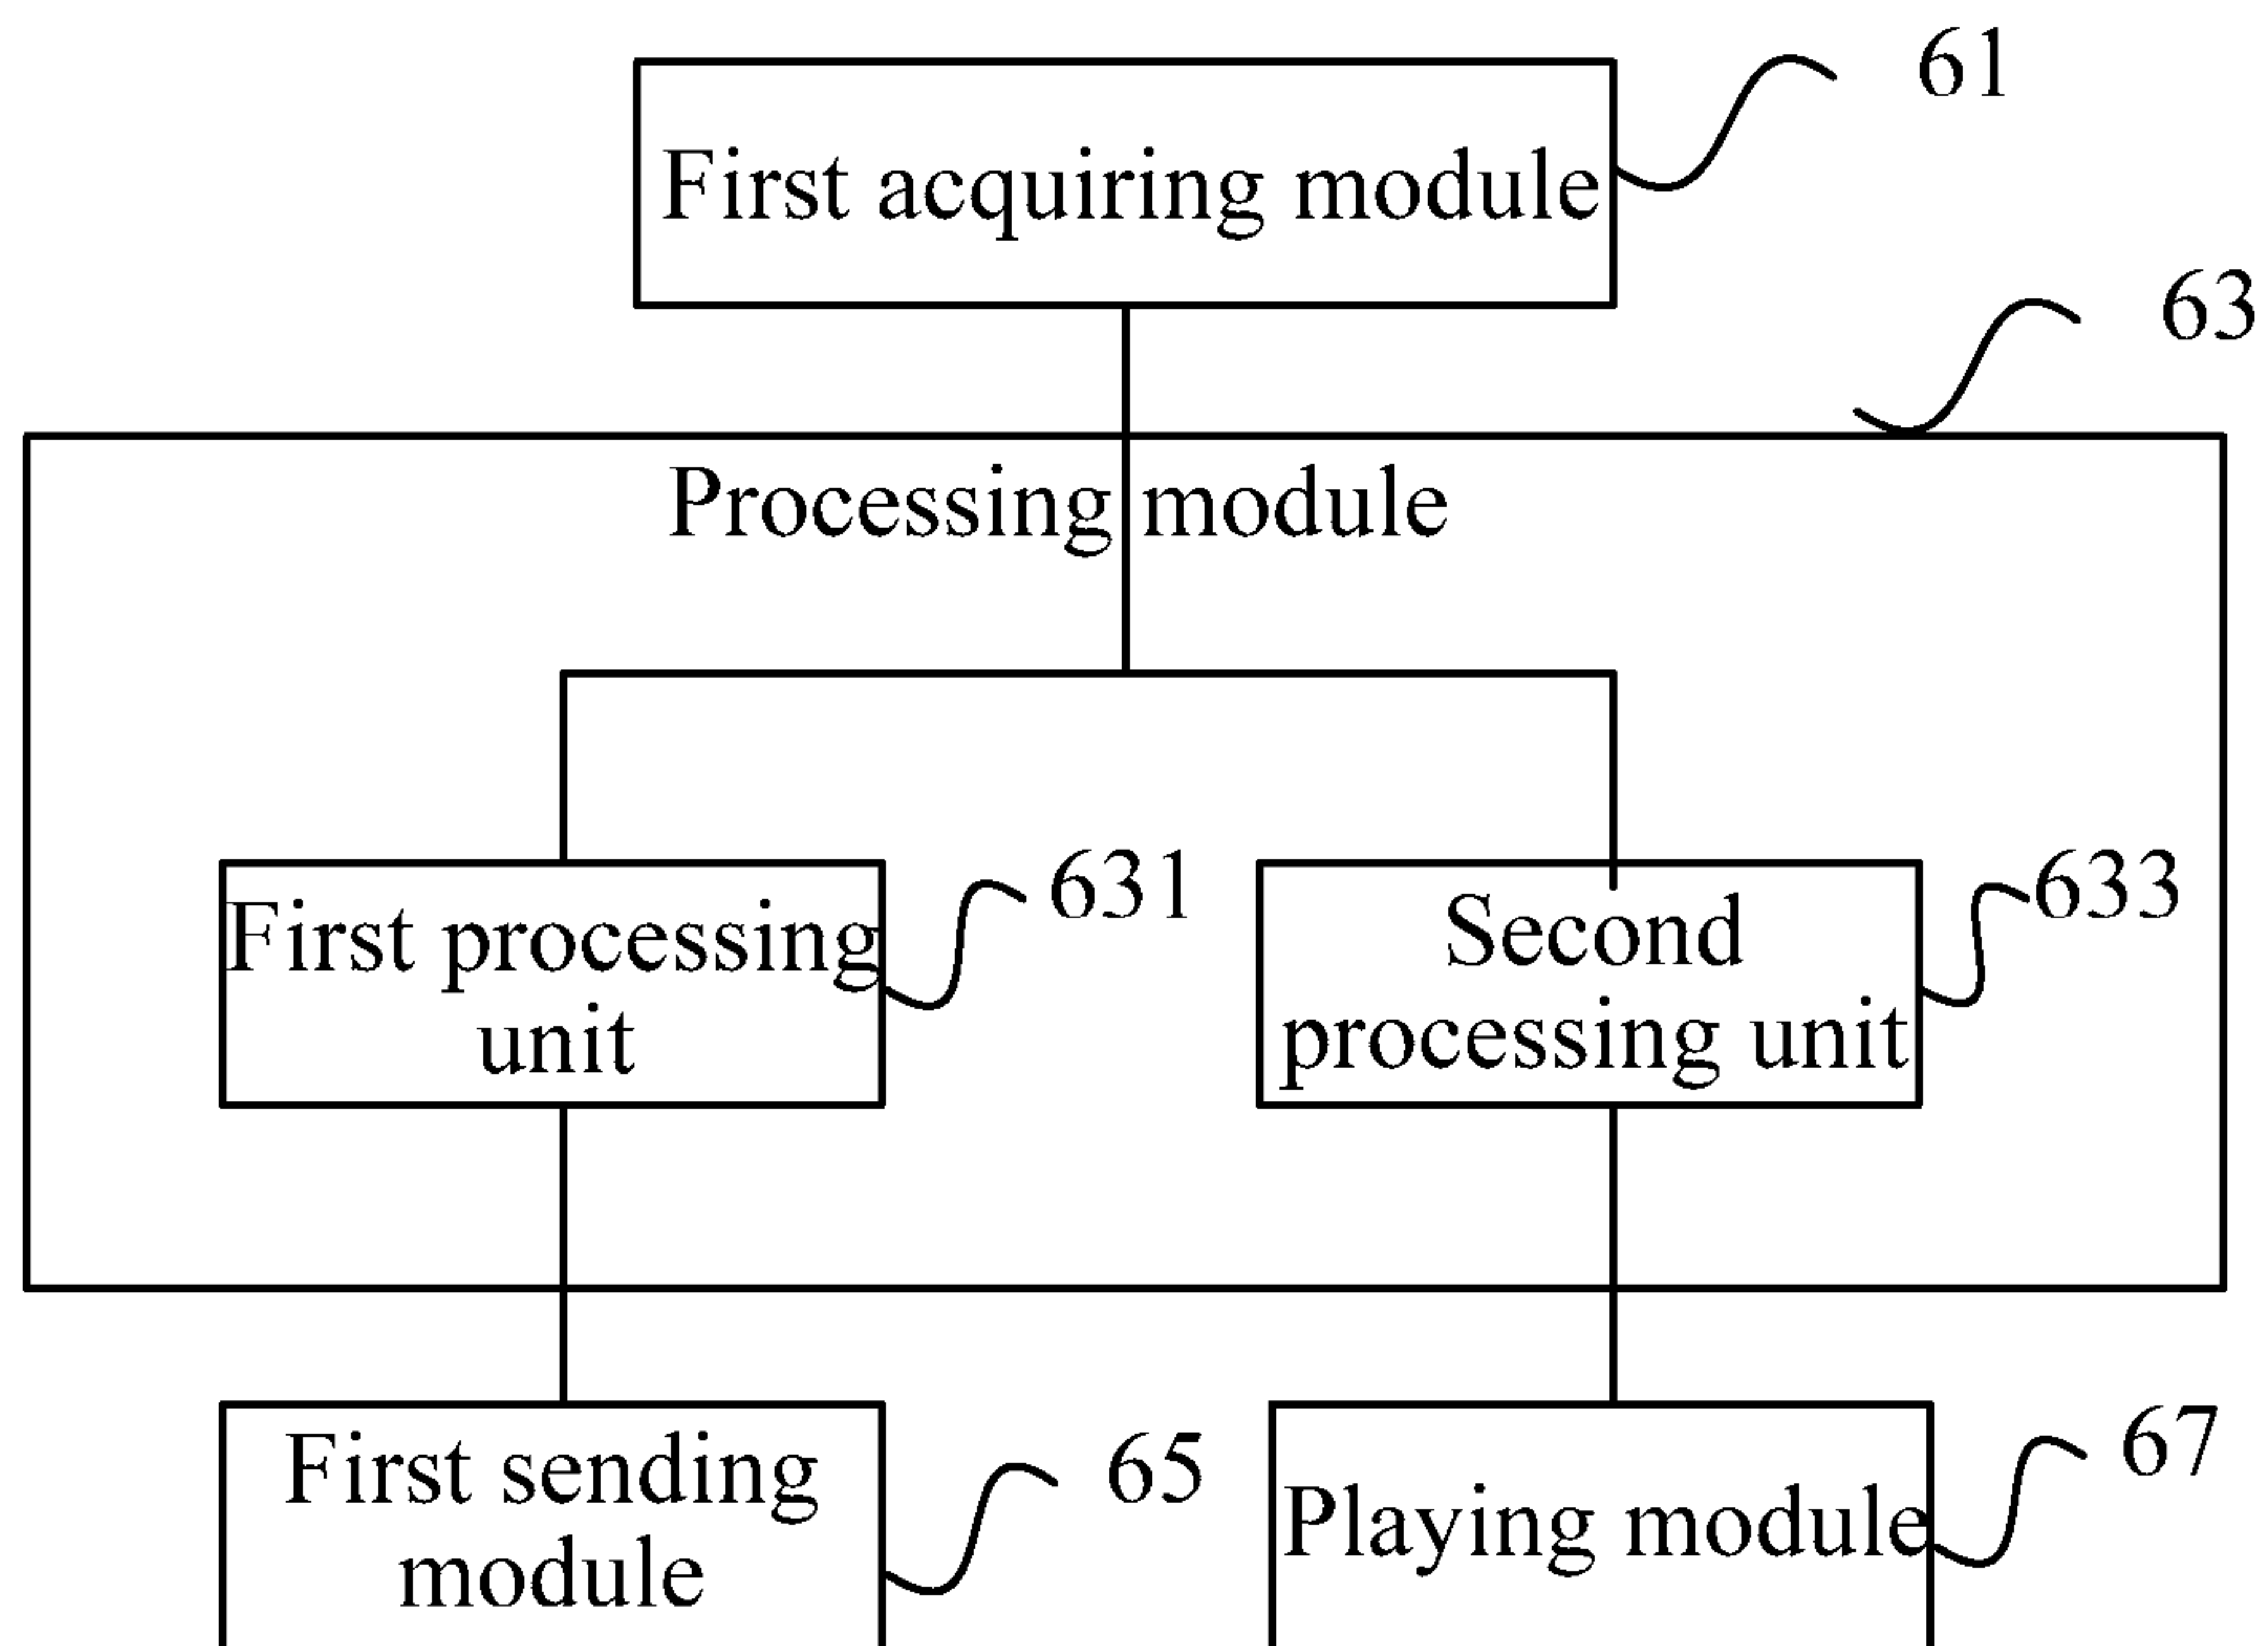 61
First acquiring module
63
Processing module
631
633
First processing
unit
Second
processing unit
65
67
First sending
module
Playing module